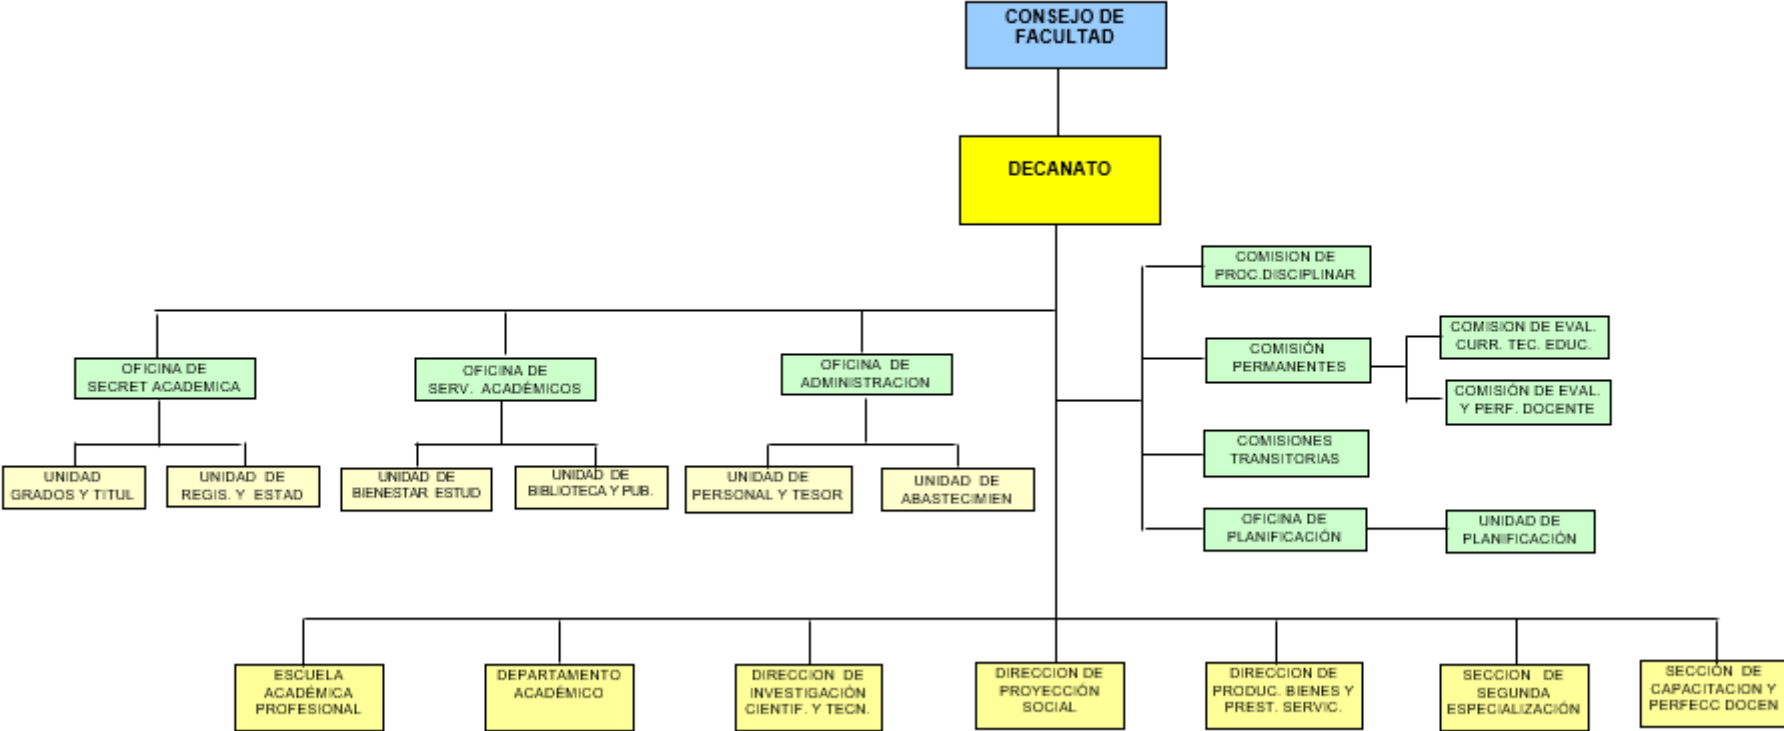 CONSEJO DE
FACULTAD
DECANATO
COMISION DE
PROC.DISCIPLINAR
COMISION DE EVAL.
CURR. TEC. EDUC.
COMISIÓN
PERMANENTES
COMISIÓN DE EVAL.
Y PERF. DOCENTE
COMISIONES
TRANSITORIAS
OFICINA DE
PLANIFICACIÓN
UNIDAD DE
PLANIFICACIÓN
OFICINA DE
SECRET ACADEMICA
OFICINA DE
SERV. ACADÉMICOS
OFICINA DE
ADMINISTRACION
UNIDAD
GRADOS Y TITUL
UNIDAD DE
REGIS. Y ESTAD
UNIDAD DE
BIENESTAR ESTUD
UNIDAD DE
BIBLIOTECA Y PUB.
UNIDAD DE
PERSONAL Y TESOR
UNIDAD DE
ABASTECIMIEN
ESCUELA
ACADÉMICA
PROFESIONAL
DEPARTAMENTO
ACADÉMICO
DIRECCION DE
INVESTIGACIÓN
CIENTIF. Y TECN.
DIRECCION DE
PROYECCIÓN
SOCIAL
DIRECCION DE
PRODUC. BIENES Y
PREST. SERVIC.
SECCION DE
SEGUNDA
ESPECIALIZACIÓN
SECCIÓN DE
CAPACITACION Y
PERFECC DOCEN